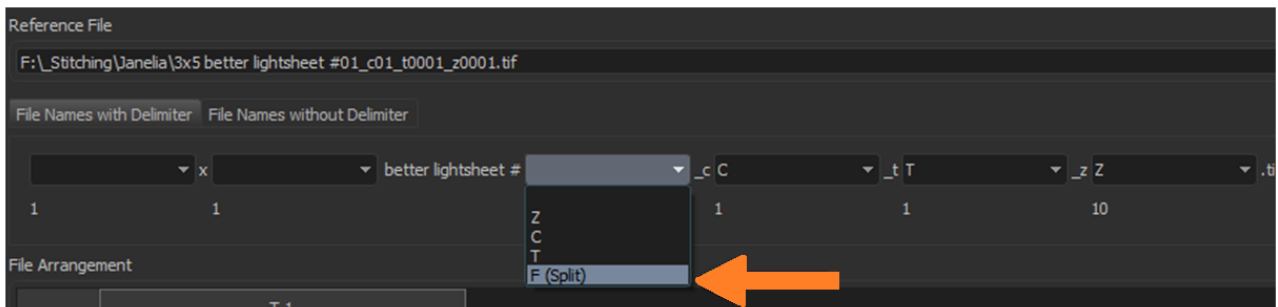 Reference File
F:\_Stitching\Janelia\3x5 better lightsheet #01_c01_t0001_z0001.tif
File Names with Delimiter File Names without Delimiter
x better lightsheet # _c C _t T _z Z .ti
1 1 1 1 10
Z
C
T
F (Split)
File Arrangement
T 1